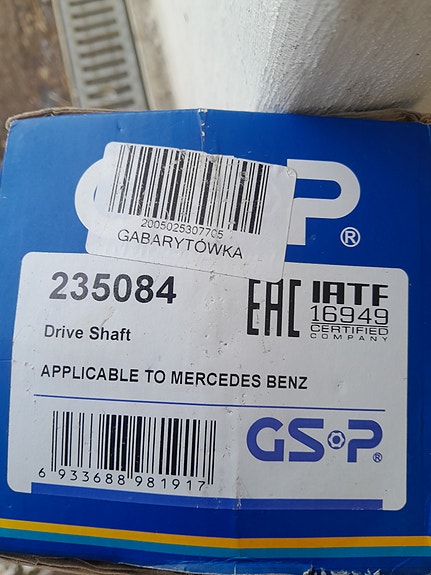 P®
2005025307705
GABARYTÓWKA
235084
EAC
IATF
16949
CERTIFIED
COMPANY
Drive Shaft
APPLICABLE TO MERCEDES BENZ
GSP®
6 933688 981917